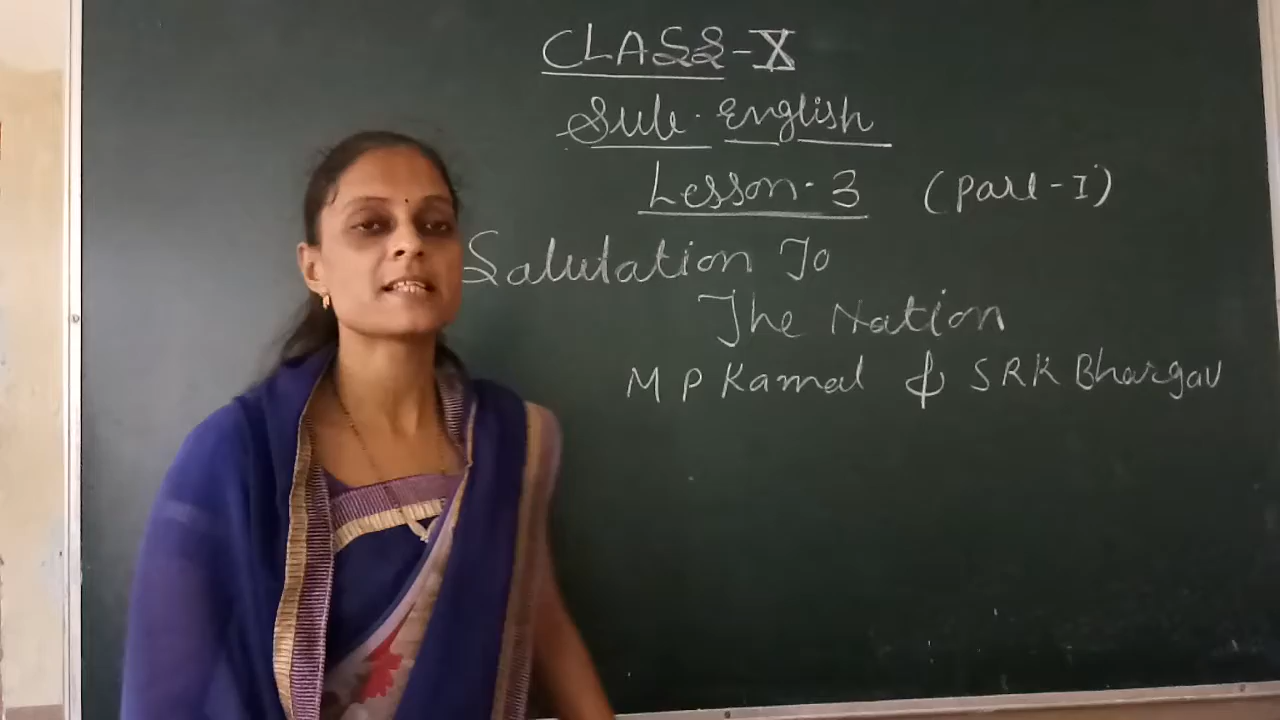 CLASS-X
Sub. English
Lesson-3 (Part-I)
Salutation To
The Nation
M P Kamal & S R K Bhargav